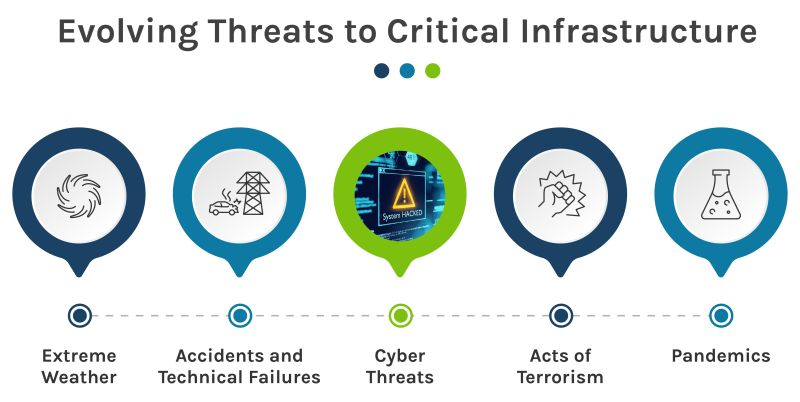 Evolving Threats to Critical Infrastructure
System HACKED
Extreme
Weather
Accidents and
Technical Failures
Cyber
Threats
Acts of
Terrorism
Pandemics